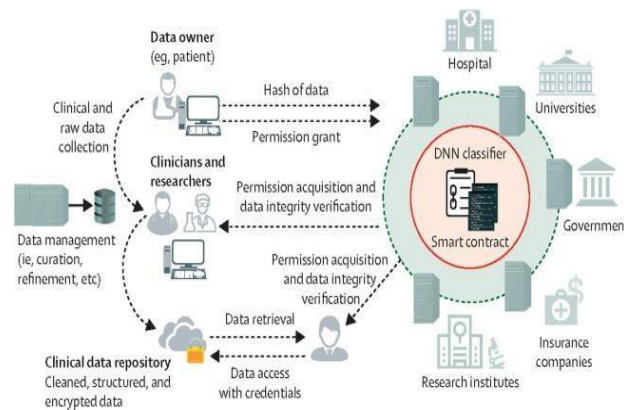 Data owner
(eg, patient)
Clinical and
raw data
collection
Hash of data
Permission grant
Hospital
Universities
DNN classifier
Smart contract
Governmen
Clinicians and
researchers
Permission acquisition and
data integrity verification
Data management
(ie, curation,
refinement, etc)
Permission acquisition
and data integrity
verification
Data retrieval
Data access
with credentials
Clinical data repository
Cleaned, structured, and
encrypted data
Insurance
companies
Research institutes